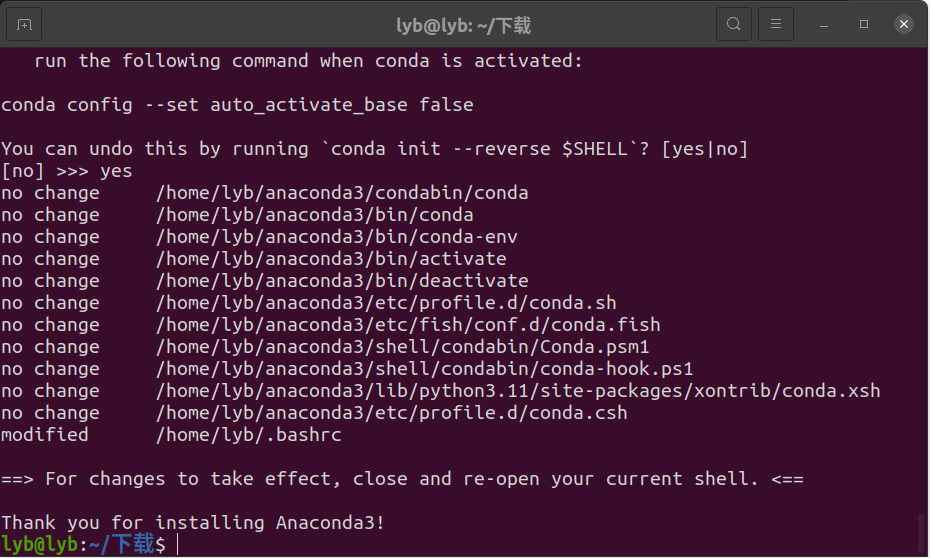 lyb@lyb: ~/下载
run the following command when conda is activated:
conda config --set auto_activate_base false
You can undo this by running `conda init --reverse $SHELL`? [yes|no]
[no] >>> yes
no change     /home/lyb/anaconda3/condabin/conda
no change     /home/lyb/anaconda3/bin/conda
no change     /home/lyb/anaconda3/bin/conda-env
no change     /home/lyb/anaconda3/bin/activate
no change     /home/lyb/anaconda3/bin/deactivate
no change     /home/lyb/anaconda3/etc/profile.d/conda.sh
no change     /home/lyb/anaconda3/etc/fish/conf.d/conda.fish
no change     /home/lyb/anaconda3/shell/condabin/Conda.psm1
no change     /home/lyb/anaconda3/shell/condabin/conda-hook.ps1
no change     /home/lyb/anaconda3/lib/python3.11/site-packages/xontrib/conda.xsh
no change     /home/lyb/anaconda3/etc/profile.d/conda.csh
modified      /home/lyb/.bashrc
==> For changes to take effect, close and re-open your current shell. <==
Thank you for installing Anaconda3!
lyb@lyb:~/下载$